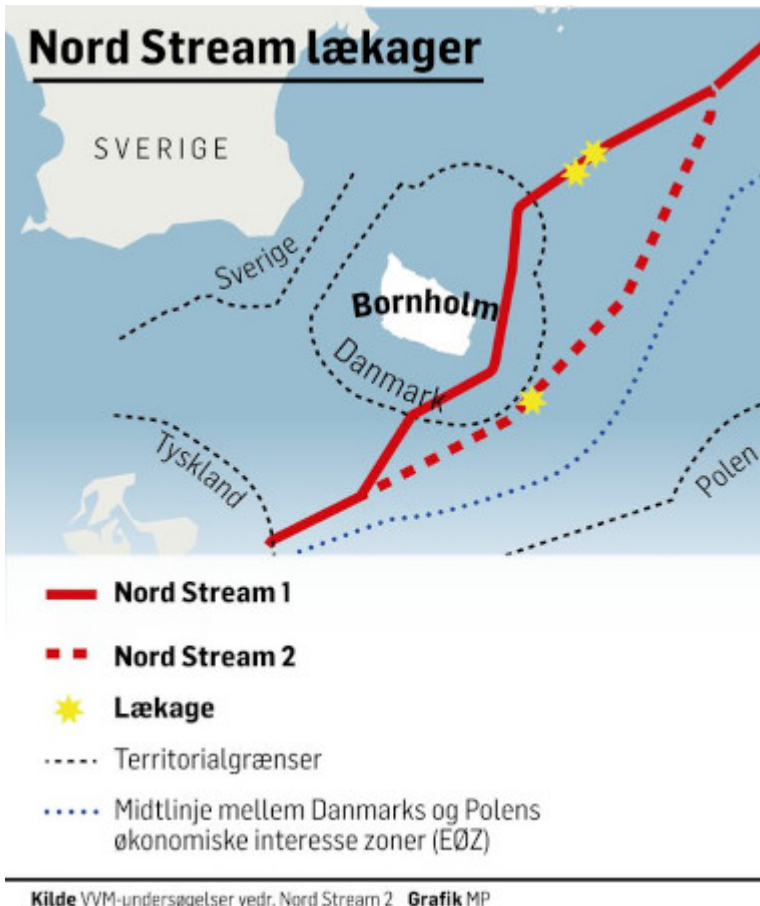 Nord Stream lækager
SVERIGE
Sverige
Bornholm
Danmark
Tyskland
Polen
Nord Stream 1
Nord Stream 2
Lækage
Territorialgrænser
Midtlinje mellem Danmarks og Polens
økonomiske interesse zoner (EØZ)
Kilde VVM-undersøgelser vedr. Nord Stream 2 Grafik MP